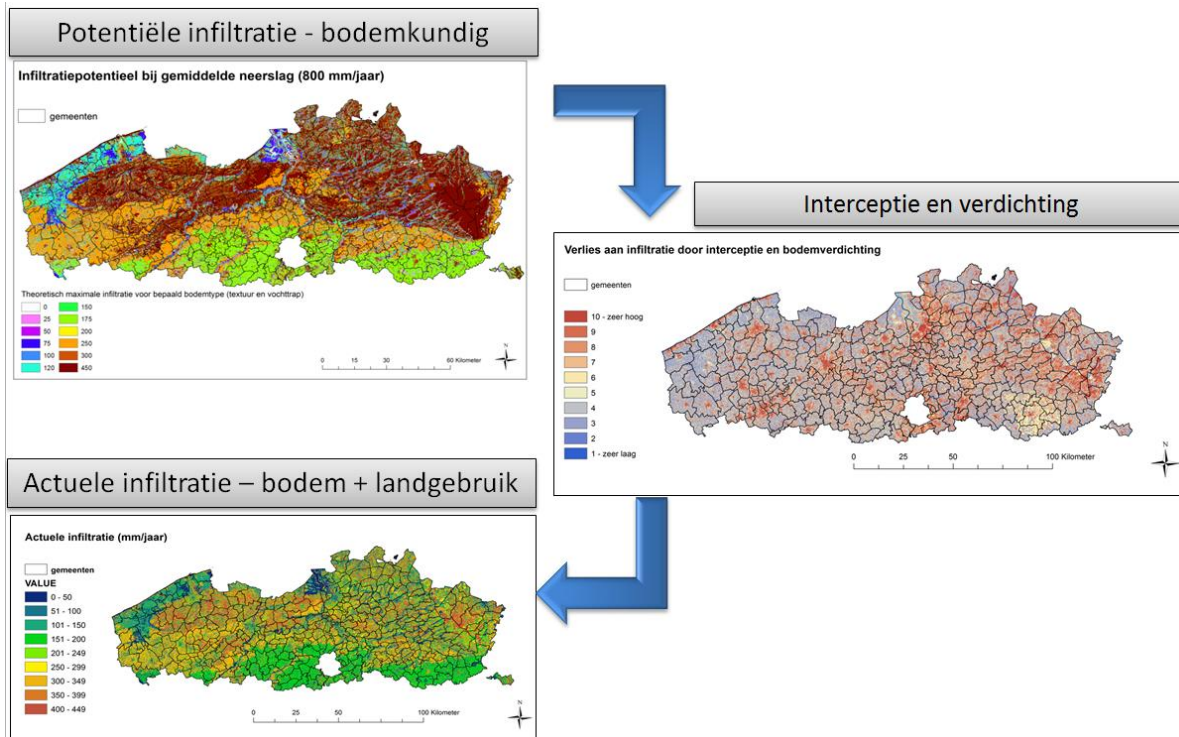 Potentiële infiltratie - bodemkundig
Infiltratiepotentieel bij gemiddelde neerslag (800 mm/jaar)
gemeenten
Theoretisch maximale infiltratie voor bepaald bodemtype (textuur en vochttrap)
0 150
25 175
50 200
75 250
100 300
120 450
0 15 30 60 Kilometer
N
Interceptie en verdichting
Verlies aan infiltratie door interceptie en bodemverdichting
gemeenten
10 - zeer hoog
9
8
7
6
5
4
3
2
1 - zeer laag
0 25 50 100 Kilometer
N
Actuele infiltratie – bodem + landgebruik
Actuele infiltratie (mm/jaar)
gemeenten
VALUE
0 - 50
51 - 100
101 - 150
151 - 200
201 - 249
250 - 299
300 - 349
350 - 399
400 - 449
0 25 50 100 Kilometer
N